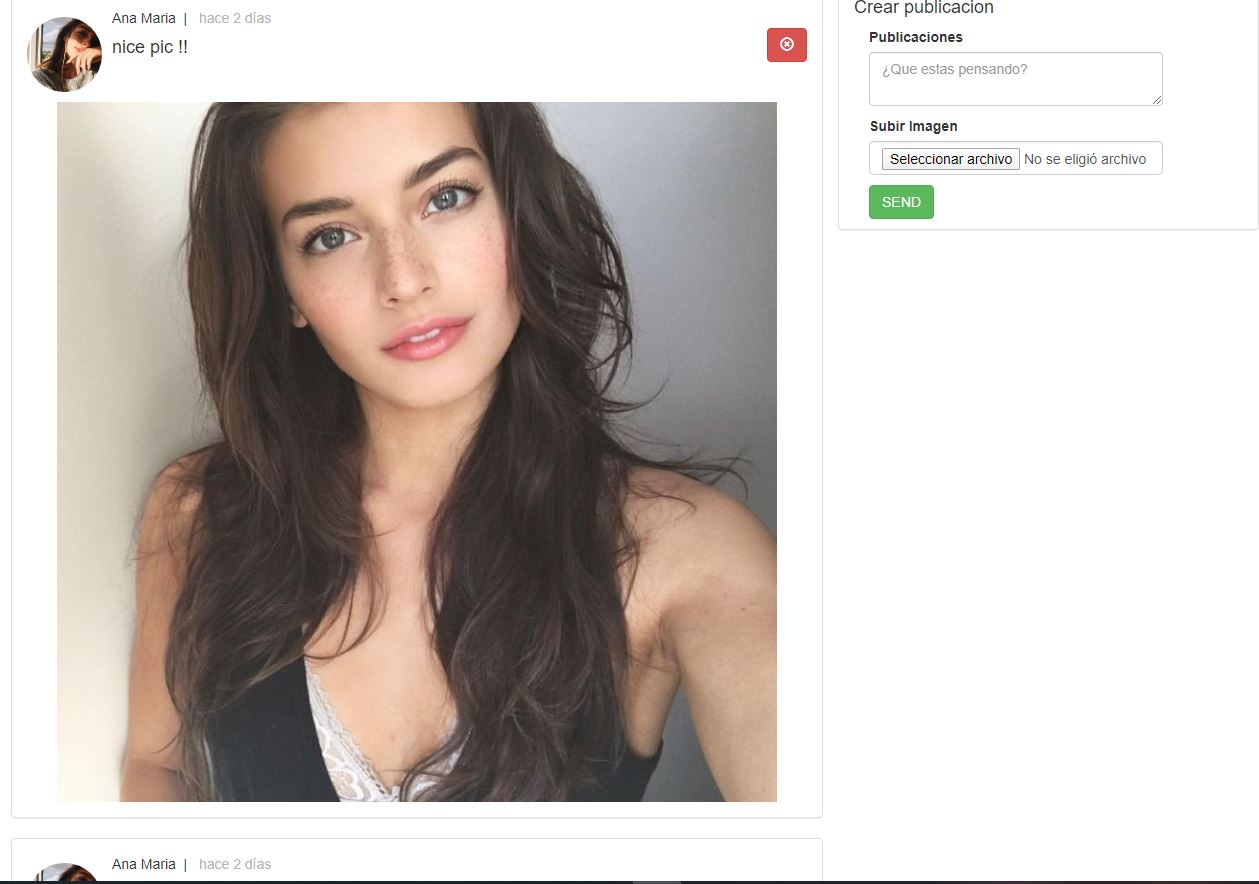 Ana Maria | hace 2 días
nice pic !!
Crear publicacion
Publicaciones
¿Que estas pensando?
Subir Imagen
Seleccionar archivo No se eligió archivo
SEND
Ana Maria | hace 2 días